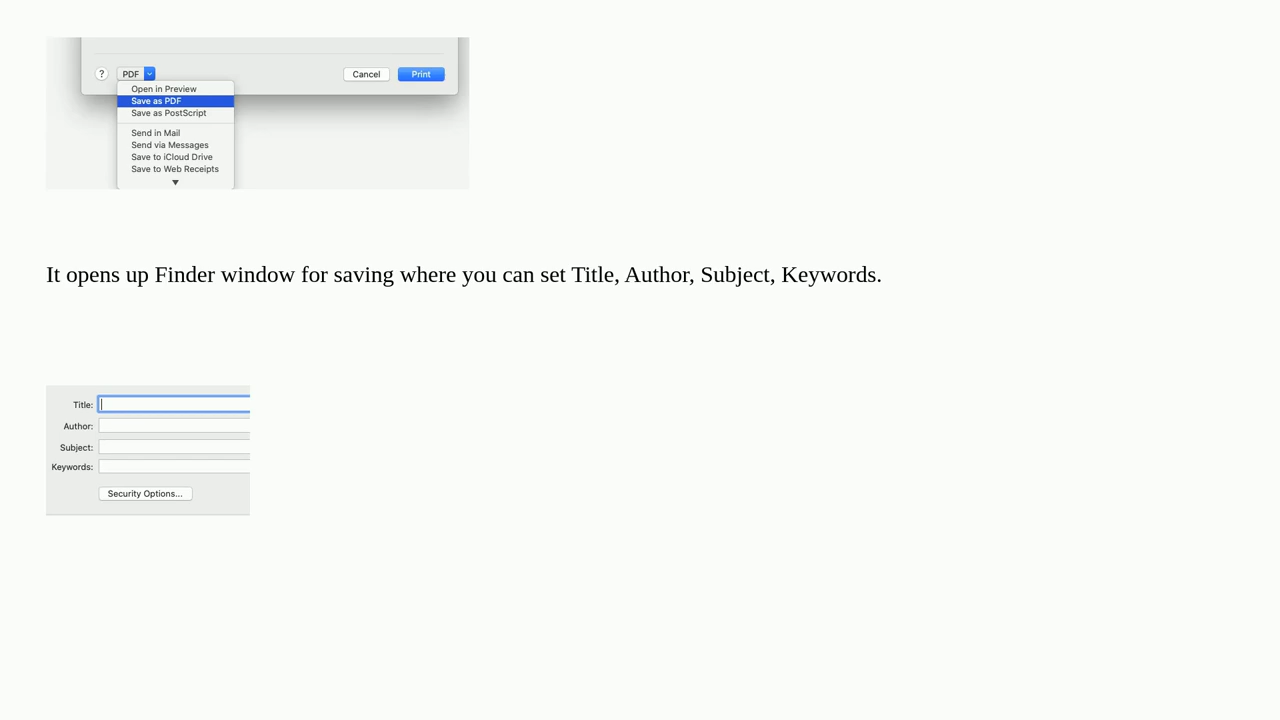 ? PDF Cancel Print
Open in Preview
Save as PDF
Save as PostScript
Send in Mail
Send via Messages
Save to iCloud Drive
Save to Web Receipts
It opens up Finder window for saving where you can set Title, Author, Subject, Keywords.
Title:
Author:
Subject:
Keywords:
Security Options...